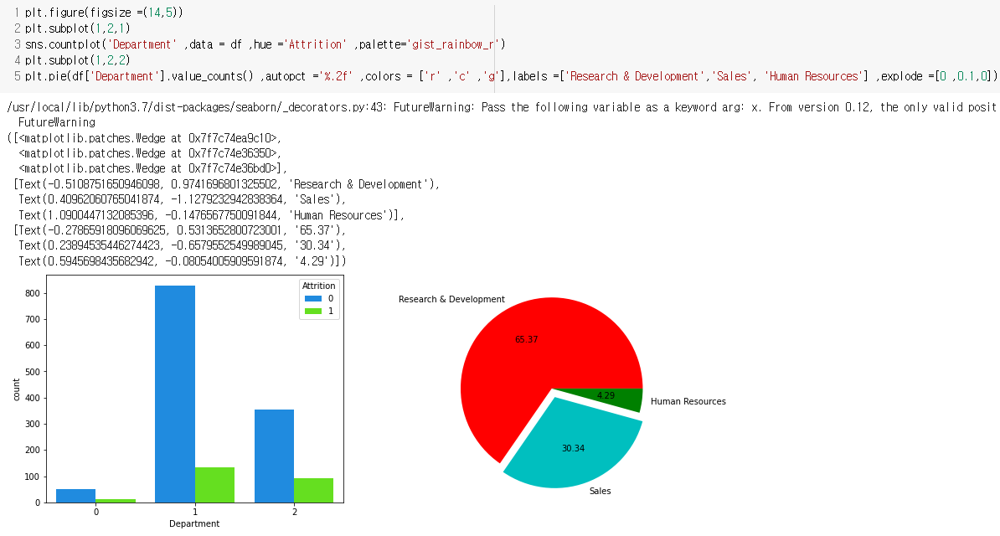 1 plt.figure(figsize =(14,5))
2 plt.subplot(1,2,1)
3 sns.countplot('Department' ,data = df ,hue ='Attrition' ,palette='gist_rainbow_r')
4 plt.subplot(1,2,2)
5 plt.pie(df['Department'].value_counts() ,autopct ='%.2f' ,colors = ['r' ,'c' ,'g'],labels =['Research & Development','Sales', 'Human Resources'] ,explode =[0 ,0.1,0])
/usr/local/lib/python3.7/dist-packages/seaborn/_decorators.py:43: FutureWarning: Pass the following variable as a keyword arg: x. From version 0.12, the only valid posit
FutureWarning
([<matplotlib.patches.Wedge at 0x7f7c74ea9c10>,
<matplotlib.patches.Wedge at 0x7f7c74e36350>,
<matplotlib.patches.Wedge at 0x7f7c74e36bd0>],
[Text(-0.5108751650946098, 0.9741696801325502, 'Research & Development'),
Text(0.40962060765041874, -1.1279232942838364, 'Sales'),
Text(1.0900447132085396, -0.1476567750091844, 'Human Resources')],
[Text(-0.27865918096069625, 0.5313652800723001, '65.37'),
Text(0.23894535446274423, -0.6579552549989045, '30.34'),
Text(0.5945698435682942, -0.08054005909591874, '4.29')])
Attrition
0
1
800
700
600
500
400
300
200
100
0
count
0 1 2
Department
Research & Development
65.37
4.29
Human Resources
30.34
Sales